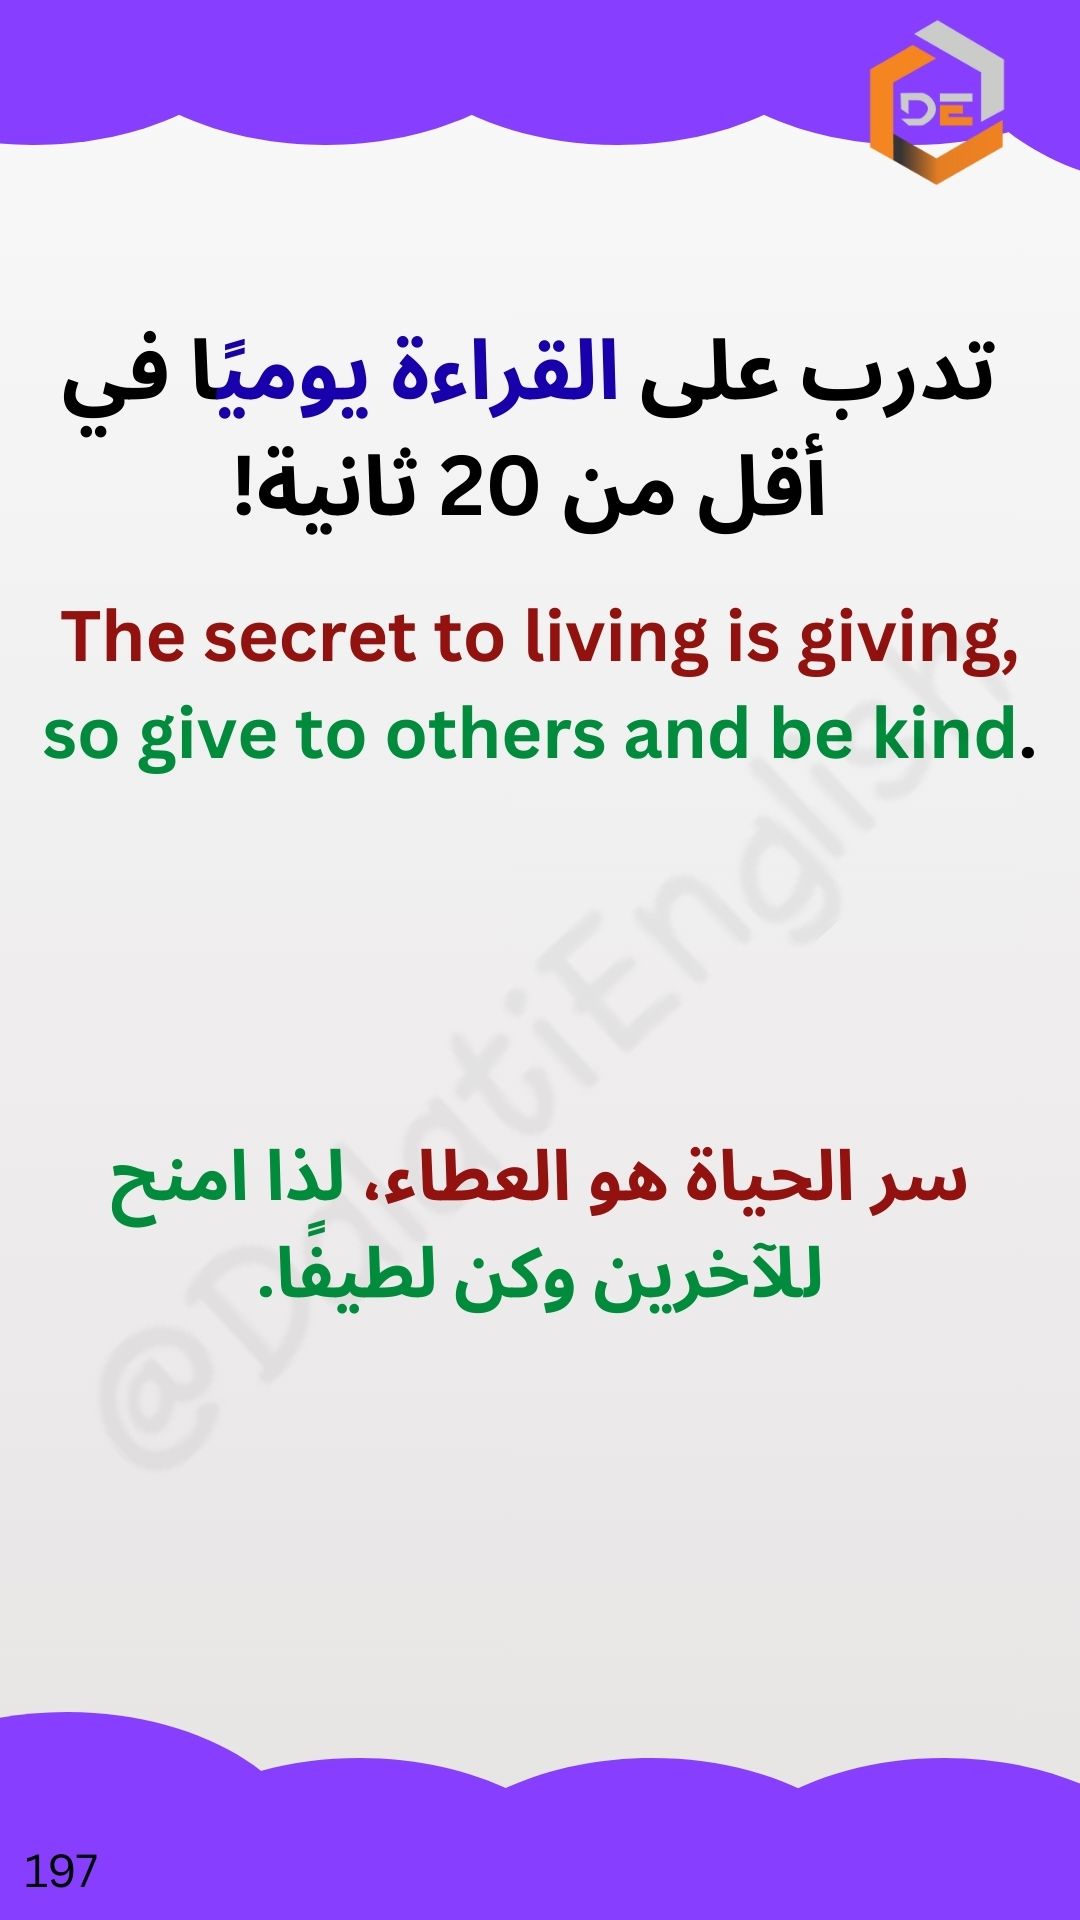 DE
تدرب على القراءة يوميًا في
أقل من 20 ثانية!
The secret to living is giving,
so give to others and be kind.
@DalatiEnglish
سر الحياة هو العطاء، لذا امنح
للآخرين وكن لطيفًا.
197